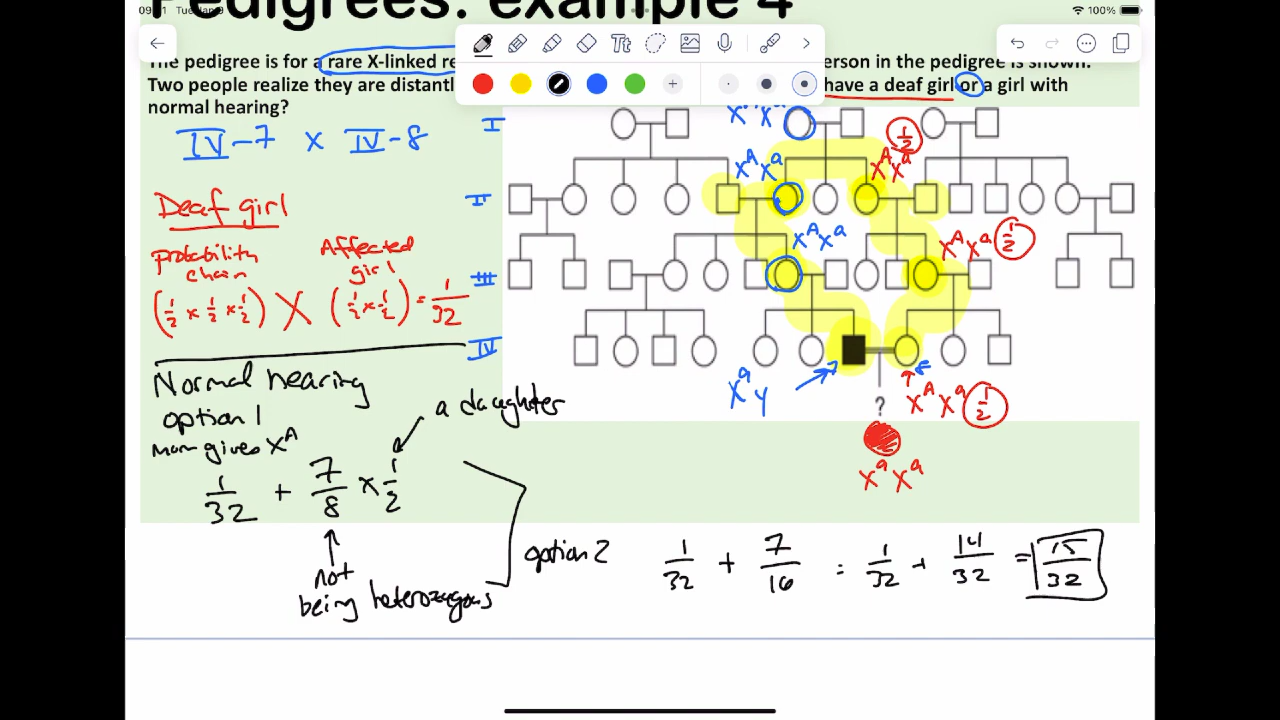 Pedigrees: example 4
100%
The pedigree is for a rare X-linked re
erson in the pedigree is shown.
Two people realize they are distantl
have a deaf girl or a girl with
normal hearing?
Tt
IV-7 x IV-8
I
II
III
IV
X^A X^a
X^A X^a
1/2
X^A X^a
X^A X^a 1/2
Deaf girl
probability chain
Affected girl
(1/2 x 1/2 x 1/2) X (1/2 x 1/2) = 1/32
X^a Y
?
X^A X^a 1/2
X^a X^a
Normal hearing
option 1
mom gives X^A
a daughter
1/32 + 7/8 x 1/2
not
being heterozygous
option 2
1/32 + 7/16 = 1/32 + 14/32 = 15/32